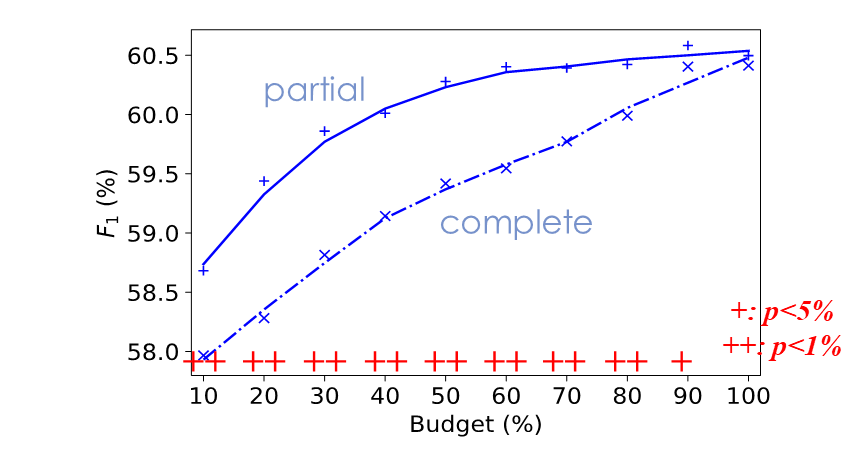 60.5
partial
60.0
59.5
F1 (%)
59.0
complete
58.5
+: p<5%
++: p<1%
58.0
++ ++ ++ ++ ++ ++ ++ ++ +
10 20 30 40 50 60 70 80 90 100
Budget (%)